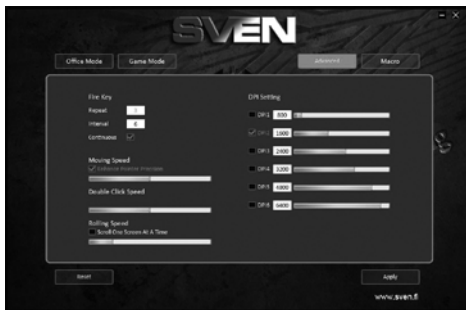 SVEN
Office Mode
Game Mode
Advanced
Macro
Fire Key
Repeat
Interval
Continuous
Moving Speed
Enhance Pointer Precision
Double Click Speed
Rolling Speed
Scroll One Screen At A Time
DPI Setting
DPI1 800
DPI2 1600
DPI3 2400
DPI4 3200
DPI5 4800
DPI6 6400
Reset
Apply
www.sven.fi